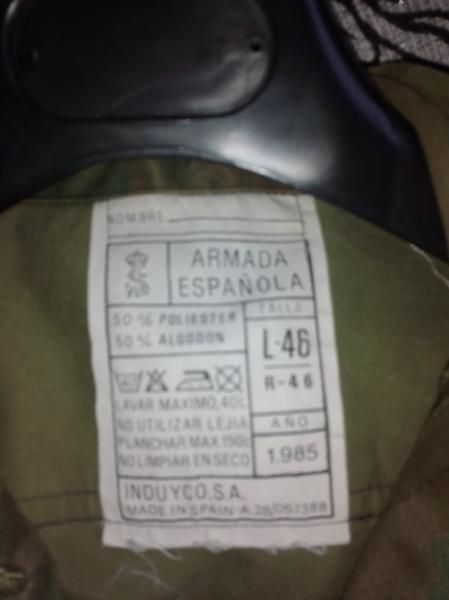 NOMBRE
ARMADA
ESPAÑOLA
50 % POLIESTER
50 % ALGODON
TALLA
L-46
R-46
LAVAR MAXIMO, 40c.
NO UTILIZAR LEJIA
PLANCHAR MAX. 150c
NO LIMPIAR EN SECO
AÑO
1.985
INDUYCO, S.A.
MADE IN SPAIN-A.28/057388